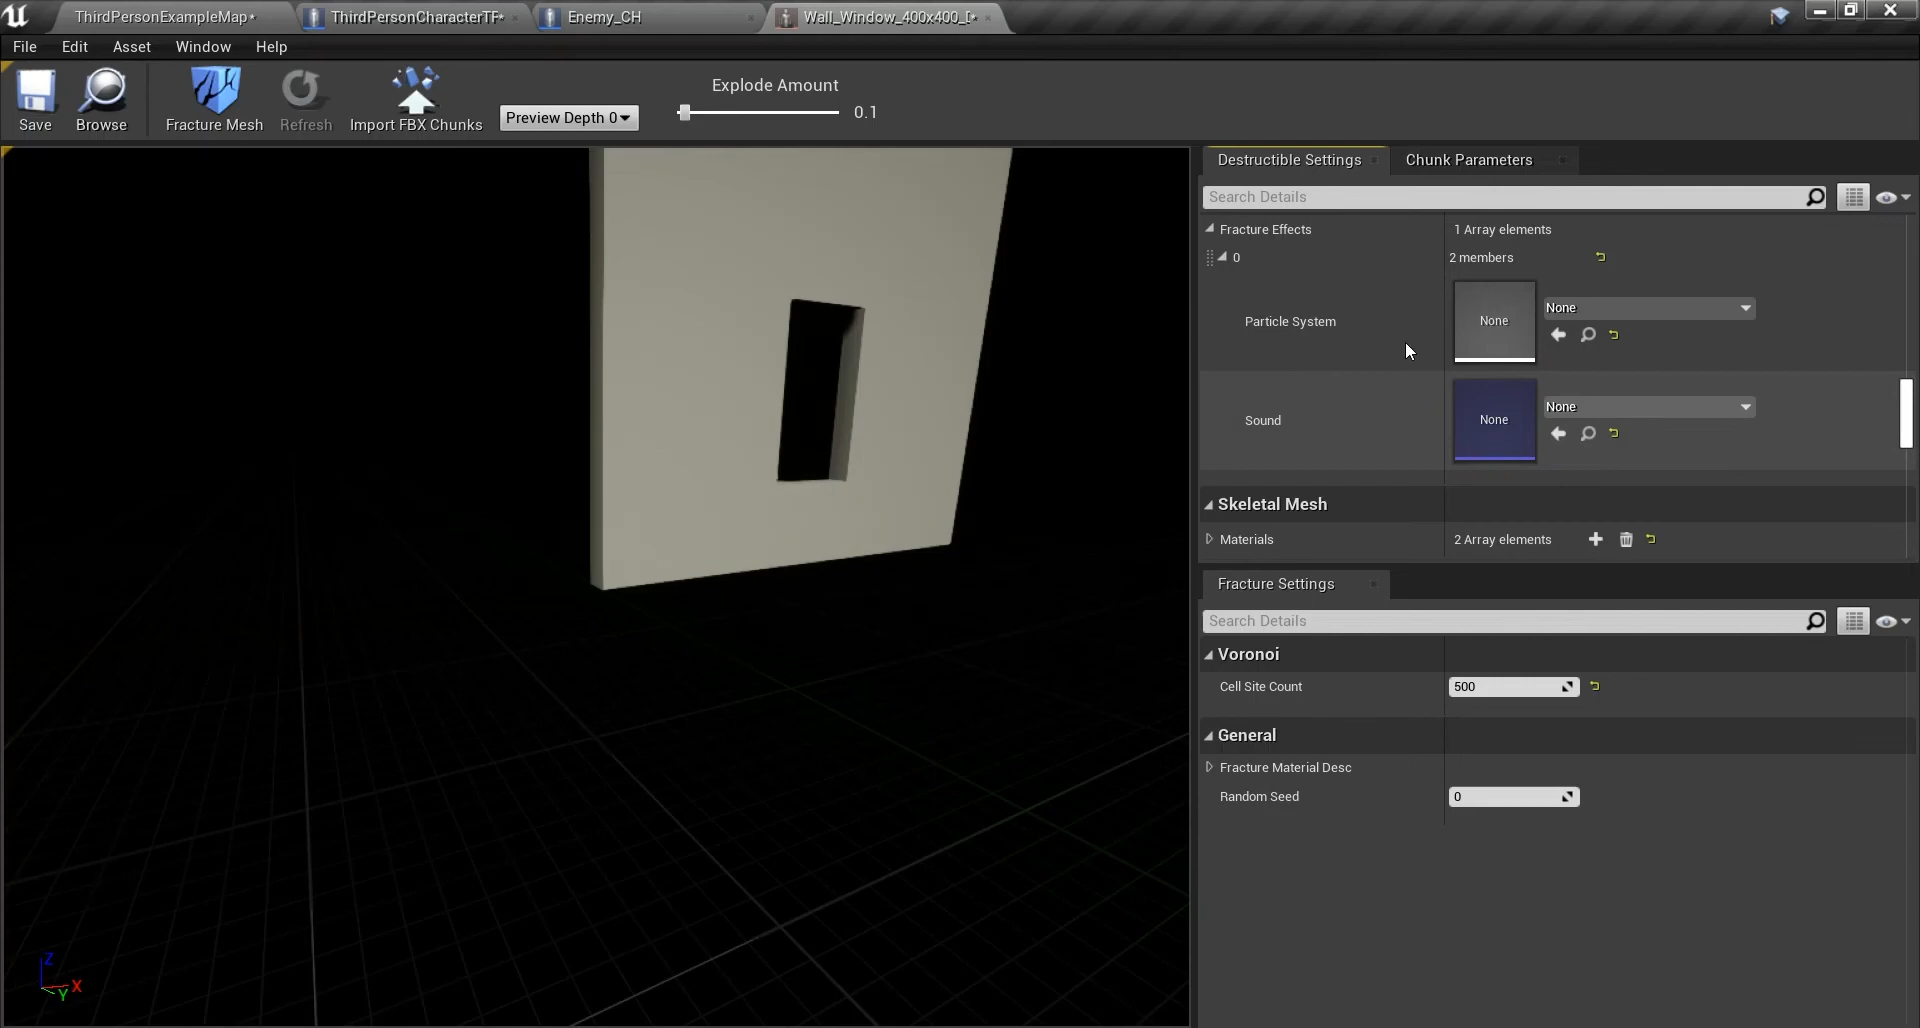 ThirdPersonExampleMap*
ThirdPersonCharacterTF*
Enemy_CH
Wall_Window_400x400_[*
File
Edit
Asset
Window
Help
Explode Amount
0.1
Save
Browse
Fracture Mesh
Refresh
Import FBX Chunks
Preview Depth 0
Destructible Settings
Chunk Parameters
Search Details
Fracture Effects
1 Array elements
0
2 members
Particle System
None
None
Sound
None
None
Skeletal Mesh
Materials
2 Array elements
Fracture Settings
Search Details
Voronoi
Cell Site Count
500
General
Fracture Material Desc
Random Seed
0
Z
X
Y